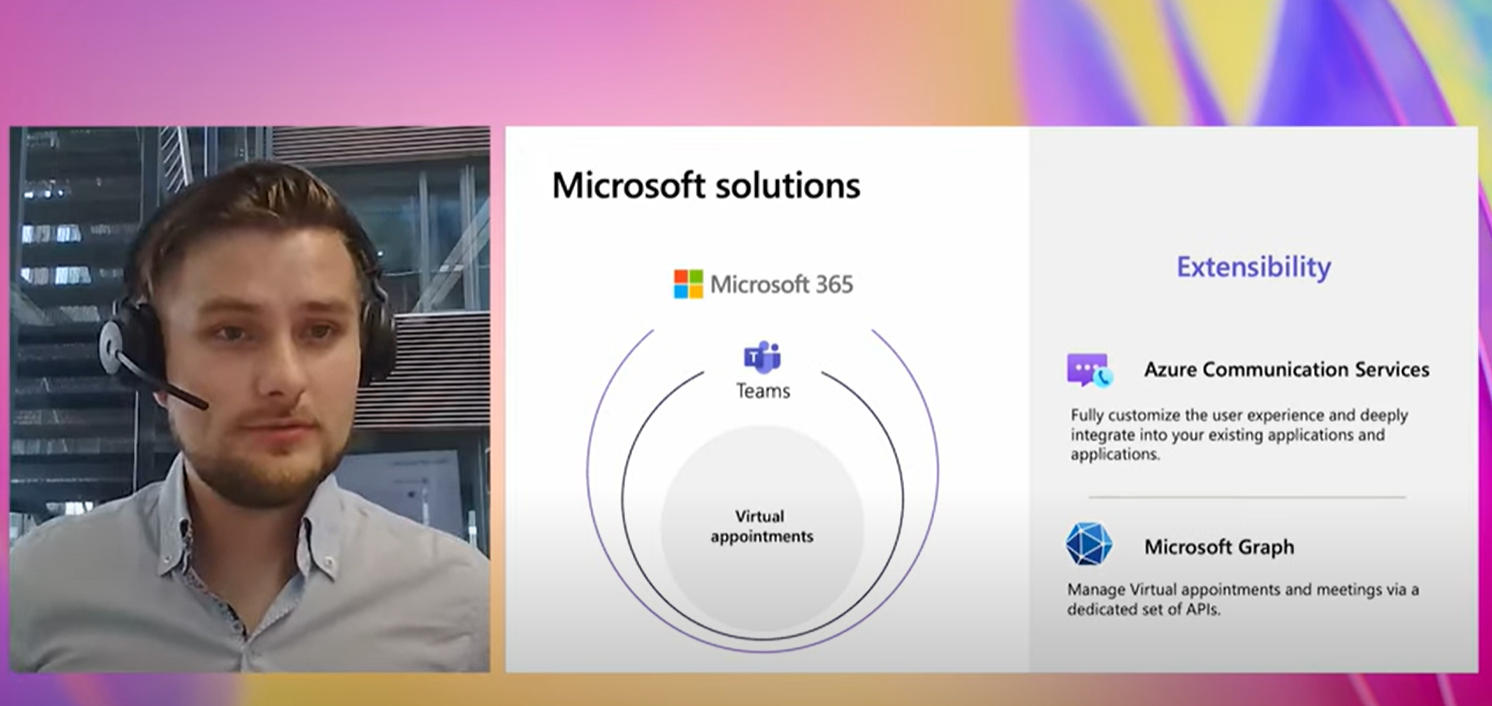 Microsoft solutions
Microsoft 365
T
Teams
Virtual
appointments
Extensibility
Azure Communication Services
Fully customize the user experience and deeply
integrate into your existing applications and
applications.
Microsoft Graph
Manage Virtual appointments and meetings via a
dedicated set of APIs.